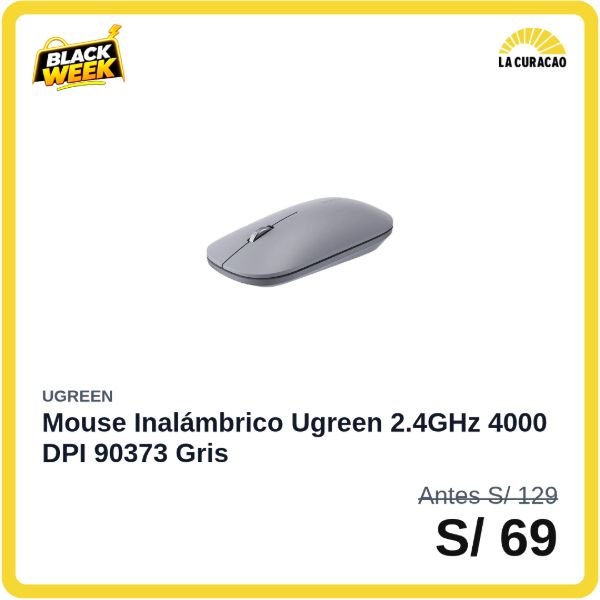 BLACK
WEEK
LA CURACAO
UGREEN
Mouse Inalámbrico Ugreen 2.4GHz 4000
DPI 90373 Gris
Antes S/ 129
S/ 69